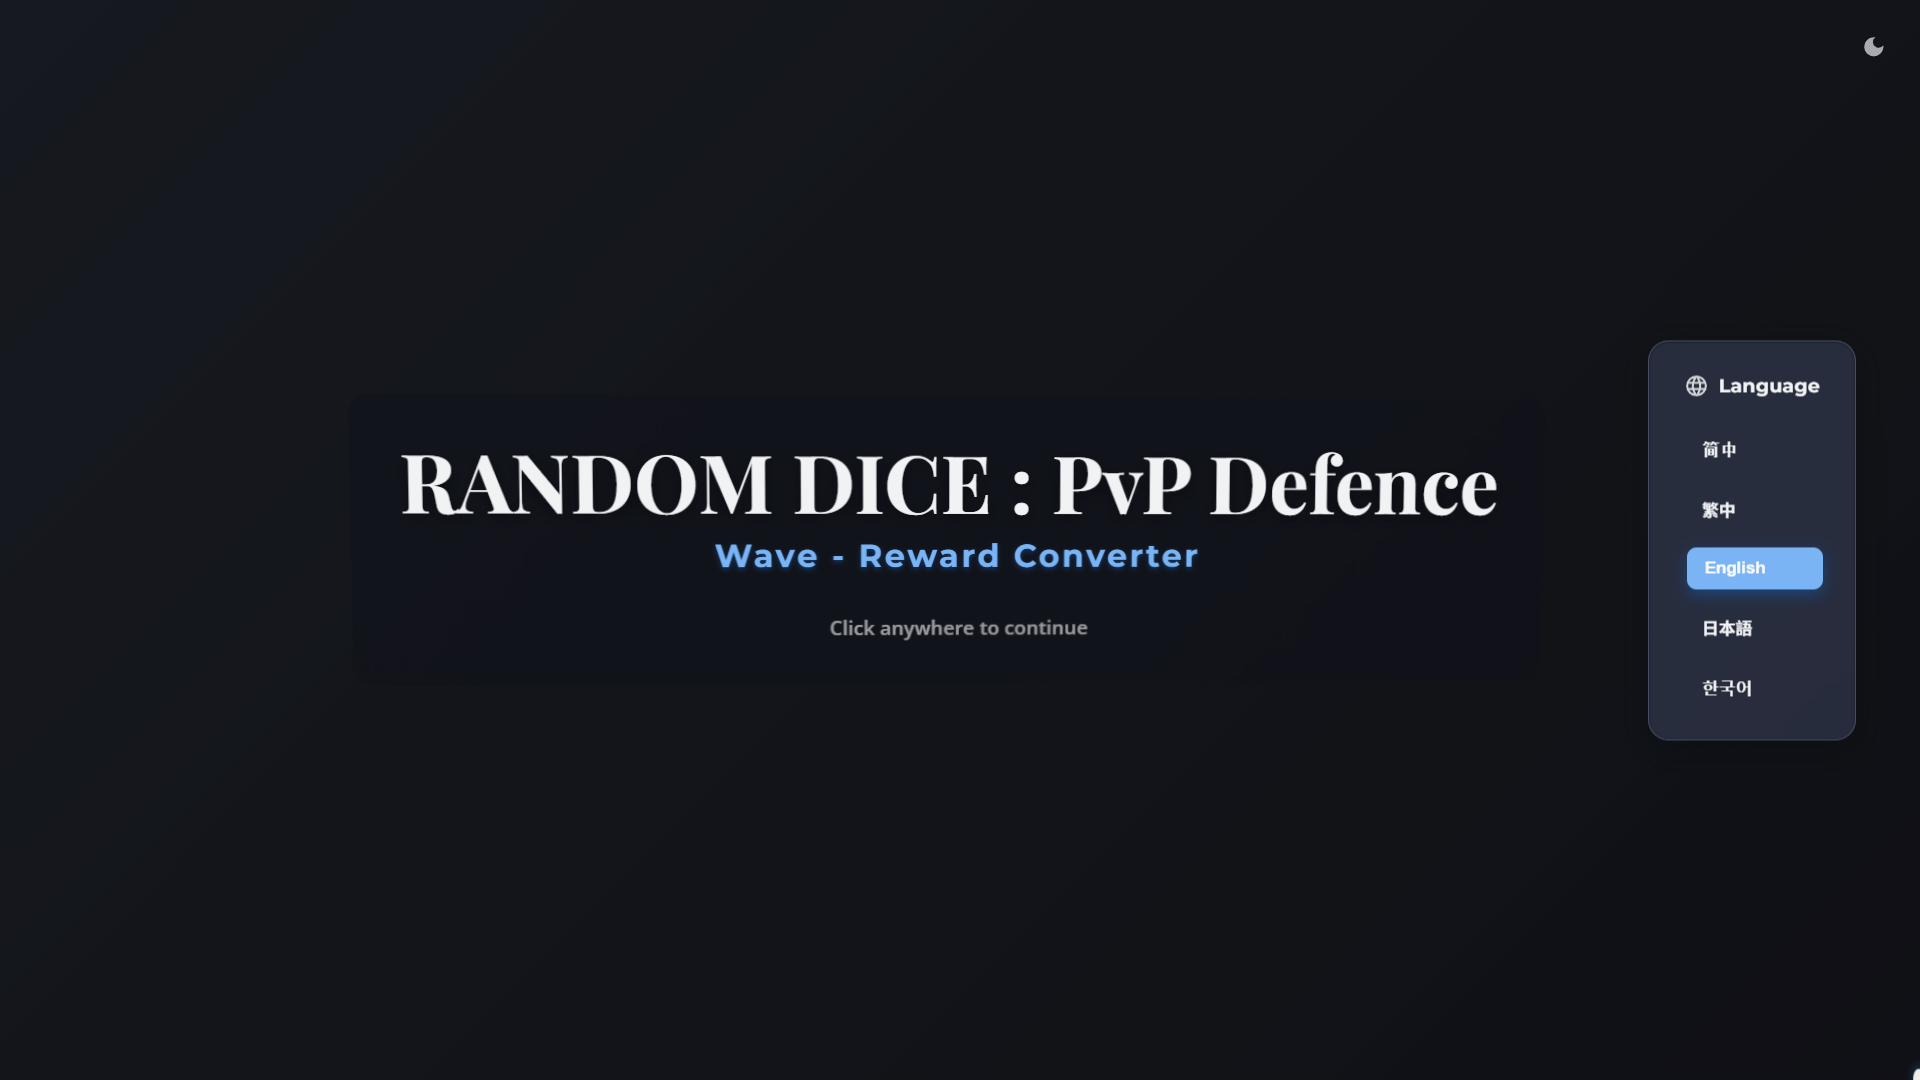 RANDOM DICE : PvP Defence
Wave - Reward Converter
Click anywhere to continue
Language
简中
繁中
English
日本語
한국어